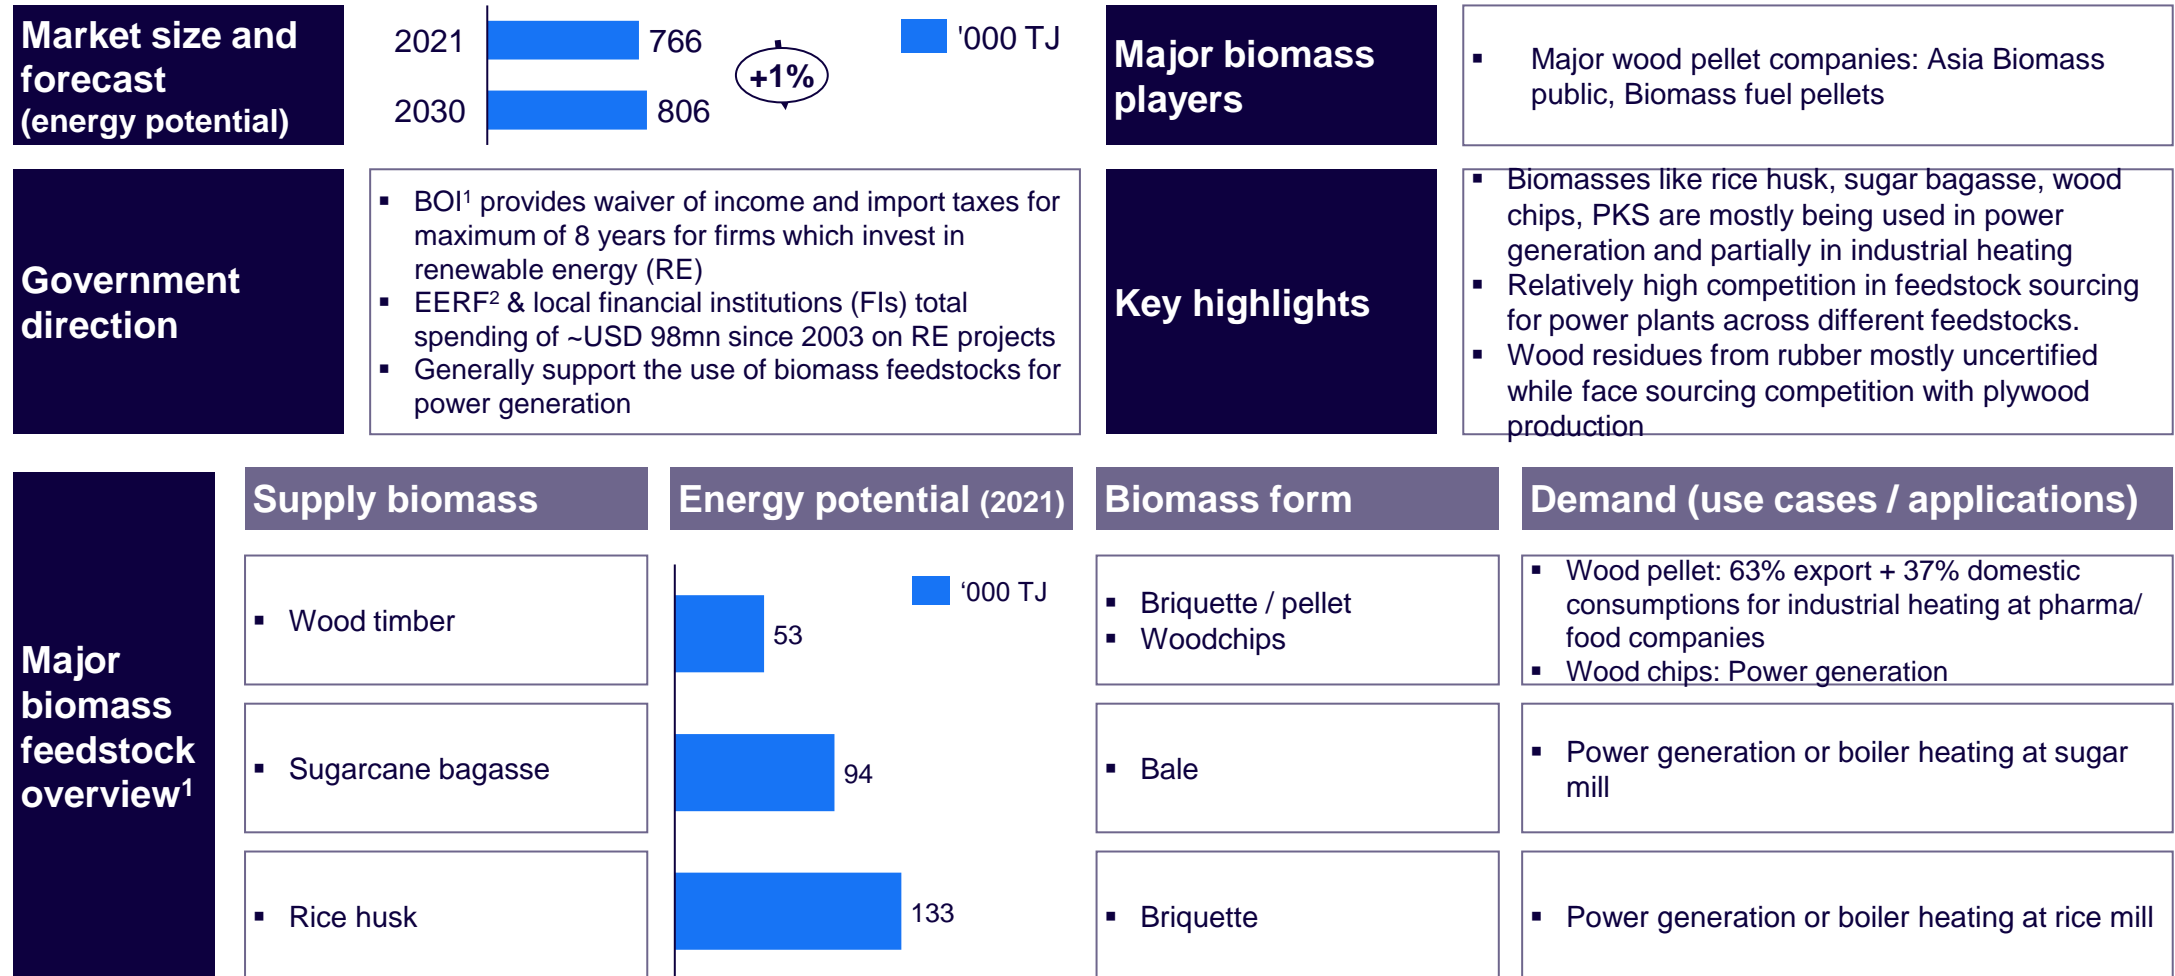 Market size and
forecast
(energy potential)
2021
766
2030
806
+1%
'000 TJ
Major biomass
players
▪ Major wood pellet companies: Asia Biomass
public, Biomass fuel pellets
Government
direction
▪ BOI¹ provides waiver of income and import taxes for
maximum of 8 years for firms which invest in
renewable energy (RE)
▪ EERF² & local financial institutions (FIs) total
spending of ~USD 98mn since 2003 on RE projects
▪ Generally support the use of biomass feedstocks for
power generation
Key highlights
▪ Biomasses like rice husk, sugar bagasse, wood
chips, PKS are mostly being used in power
generation and partially in industrial heating
▪ Relatively high competition in feedstock sourcing
for power plants across different feedstocks.
▪ Wood residues from rubber mostly uncertified
while face sourcing competition with plywood
production
Major
biomass
feedstock
overview¹
Supply biomass
Energy potential (2021)
Biomass form
Demand (use cases / applications)
‘000 TJ
▪ Wood timber
53
▪ Briquette / pellet
▪ Woodchips
▪ Wood pellet: 63% export + 37% domestic
consumptions for industrial heating at pharma/
food companies
▪ Wood chips: Power generation
▪ Sugarcane bagasse
94
▪ Bale
▪ Power generation or boiler heating at sugar
mill
▪ Rice husk
133
▪ Briquette
▪ Power generation or boiler heating at rice mill